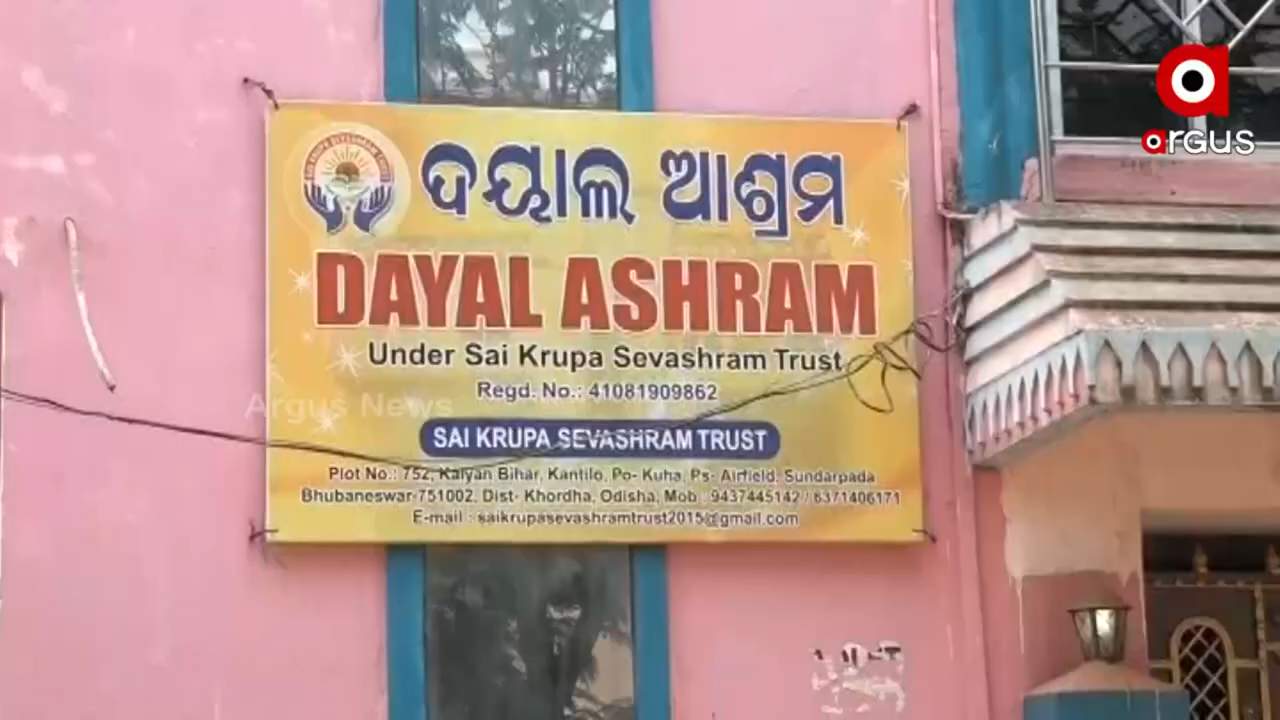 ଦୟାଲ ଆଶ୍ରମ
DAYAL ASHRAM
Under Sai Krupa Sevashram Trust
Regd. No.: 41081909862
SAI KRUPA SEVASHRAM TRUST
Plot No.: 752, Kalyan Bihar, Kantilo, Po- Kuha, Ps- Airfield, Sundarpada
Bhubaneswar-751002, Dist- Khordha, Odisha, Mob : 9437445142 / 6371406171
E-mail : saikrupasevashramtrust2015@gmail.com
Argus News
argus